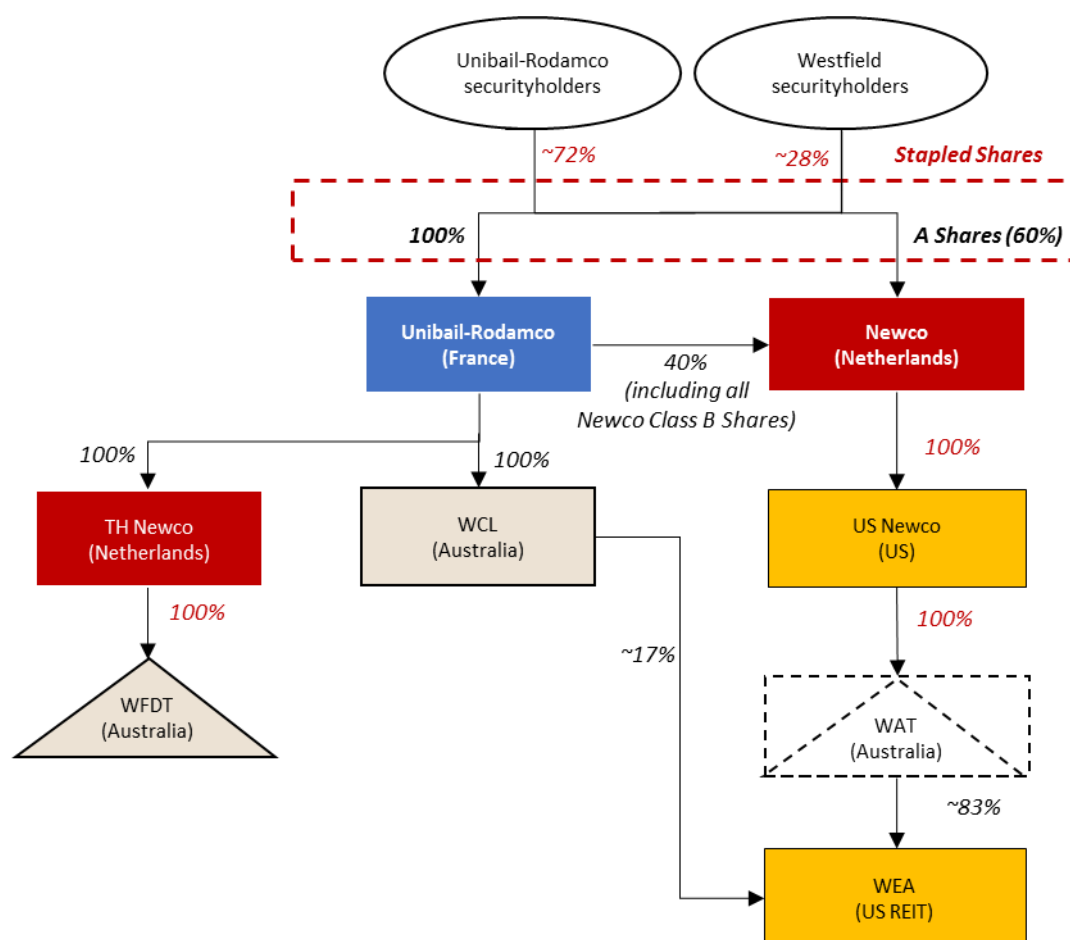 Unibail-Rodamco
securityholders
Westfield
securityholders
~72%
~28%
Stapled Shares
100%
A Shares (60%)
Unibail-Rodamco
(France)
40%
(including all
Newco Class B Shares)
Newco
(Netherlands)
100%
100%
100%
TH Newco
(Netherlands)
WCL
(Australia)
US Newco
(US)
100%
~17%
100%
WFDT
(Australia)
WAT
(Australia)
~83%
WEA
(US REIT)